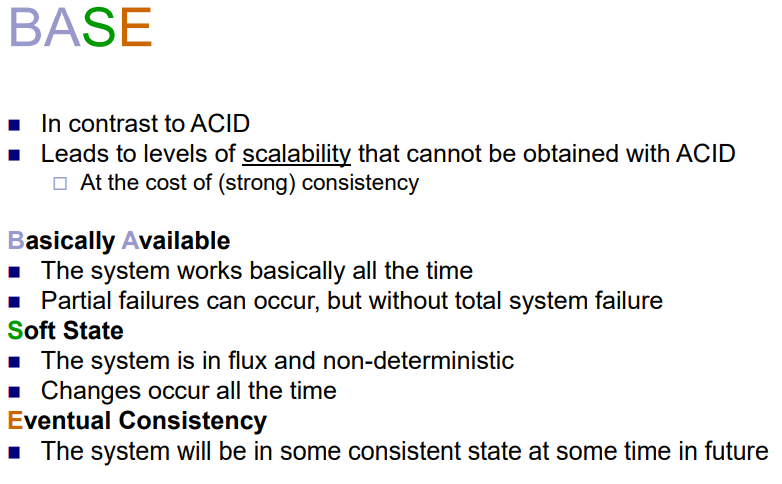 BASE
In contrast to ACID
Leads to levels of scalability that cannot be obtained with ACID
At the cost of (strong) consistency
Basically Available
The system works basically all the time
Partial failures can occur, but without total system failure
Soft State
The system is in flux and non-deterministic
Changes occur all the time
Eventual Consistency
The system will be in some consistent state at some time in future